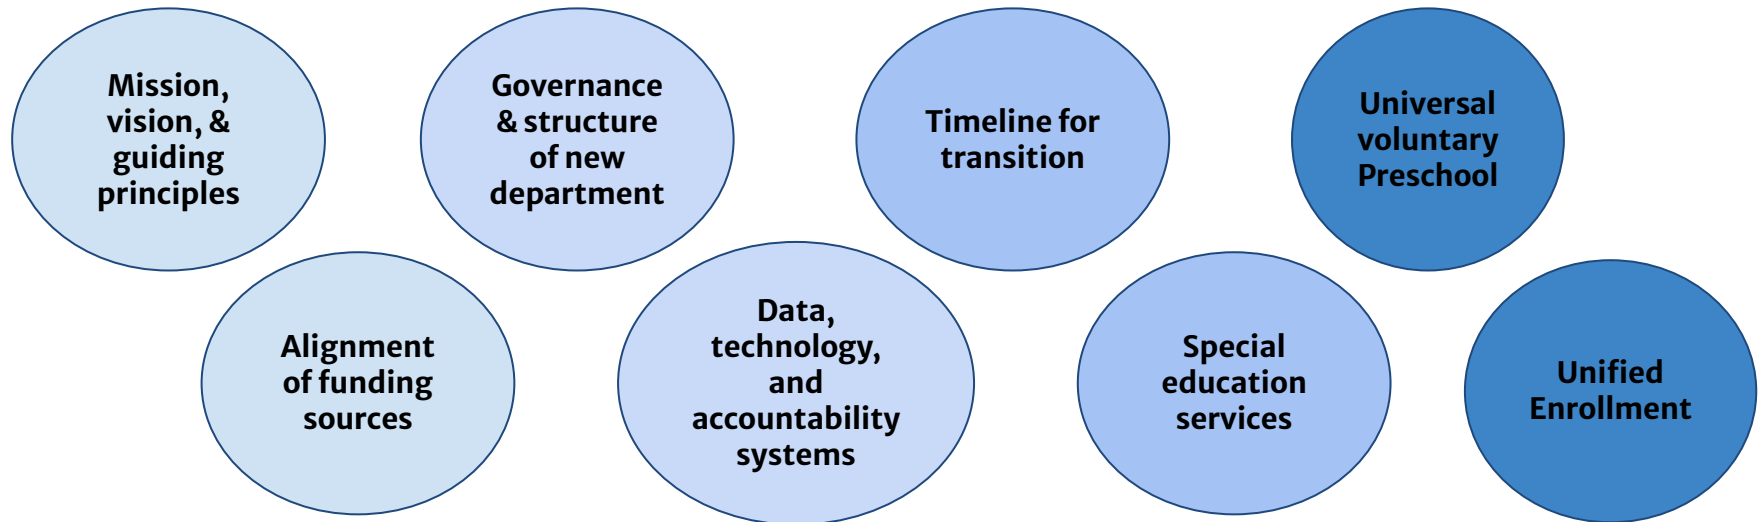 Mission,
vision, &
guiding
principles
Governance
& structure
of new
department
Timeline for
transition
Universal
voluntary
Preschool
Alignment
of funding
sources
Data,
technology,
and
accountability
systems
Special
education
services
Unified
Enrollment